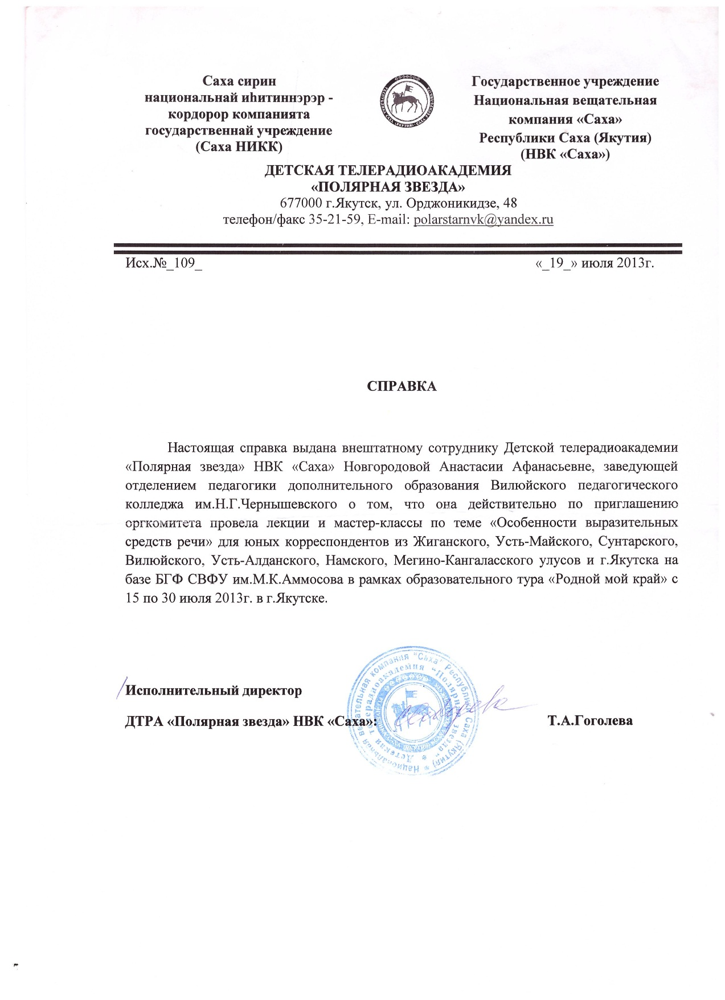 Саха сирин
национальнай иһитиннэрэр -
кордорор компанията
государственнай учреждение
(Саха НИКК)
Государственное учреждение
Национальная вещательная
компания «Саха»
Республики Саха (Якутия)
(НВК «Саха»)
ДЕТСКАЯ ТЕЛЕРАДИОАКАДЕМИЯ
«ПОЛЯРНАЯ ЗВЕЗДА»
677000 г.Якутск, ул. Орджоникидзе, 48
телефон/факс 35-21-59, E-mail: polarstarnvk@yandex.ru
Исх.№_109_ «_19_» июля 2013г.
СПРАВКА
Настоящая справка выдана внештатному сотруднику Детской телерадиоакадемии
«Полярная звезда» НВК «Саха» Новгородовой Анастасии Афанасьевне, заведующей
отделением педагогики дополнительного образования Вилюйского педагогического
колледжа им.Н.Г.Чернышевского о том, что она действительно по приглашению
оргкомитета провела лекции и мастер-классы по теме «Особенности выразительных
средств речи» для юных корреспондентов из Жиганского, Усть-Майского, Сунтарского,
Вилюйского, Усть-Алданского, Намского, Мегино-Кангаласского улусов и г.Якутска на
базе БГФ СВФУ им.М.К.Аммосова в рамках образовательного тура «Родной мой край» с
15 по 30 июля 2013г. в г.Якутске.
Исполнительный директор
ДТРА «Полярная звезда» НВК «Саха»: Т.А.Гоголева
Национальная вещательная компания "Саха" Республики Саха (Якутия) *
Детская телерадиоакадемия "Полярная звезда" *